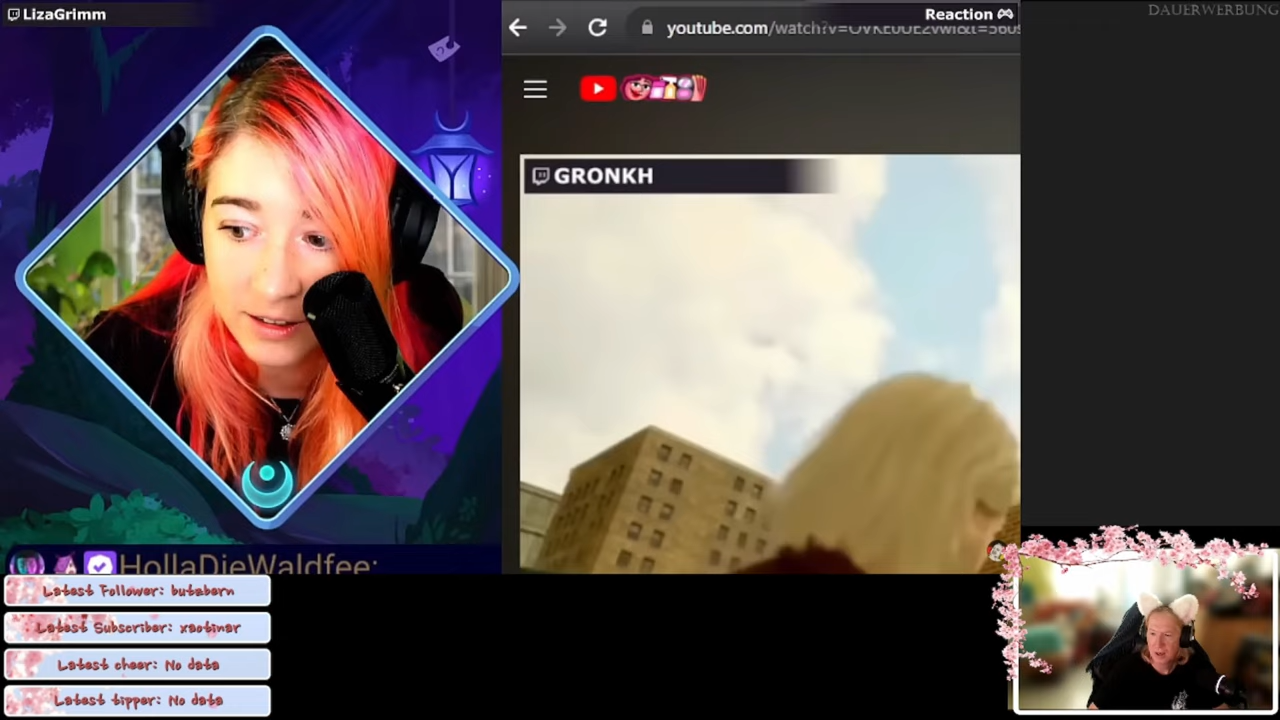 LizaGrimm
Reaction
DAUERWERBUNG
youtube.com/watch?v=
GRONKH
HollaDieWaldfee:
Latest Follower: butabern
Latest Subscriber: xaotinar
Latest cheer: No data
Latest tipper: No data